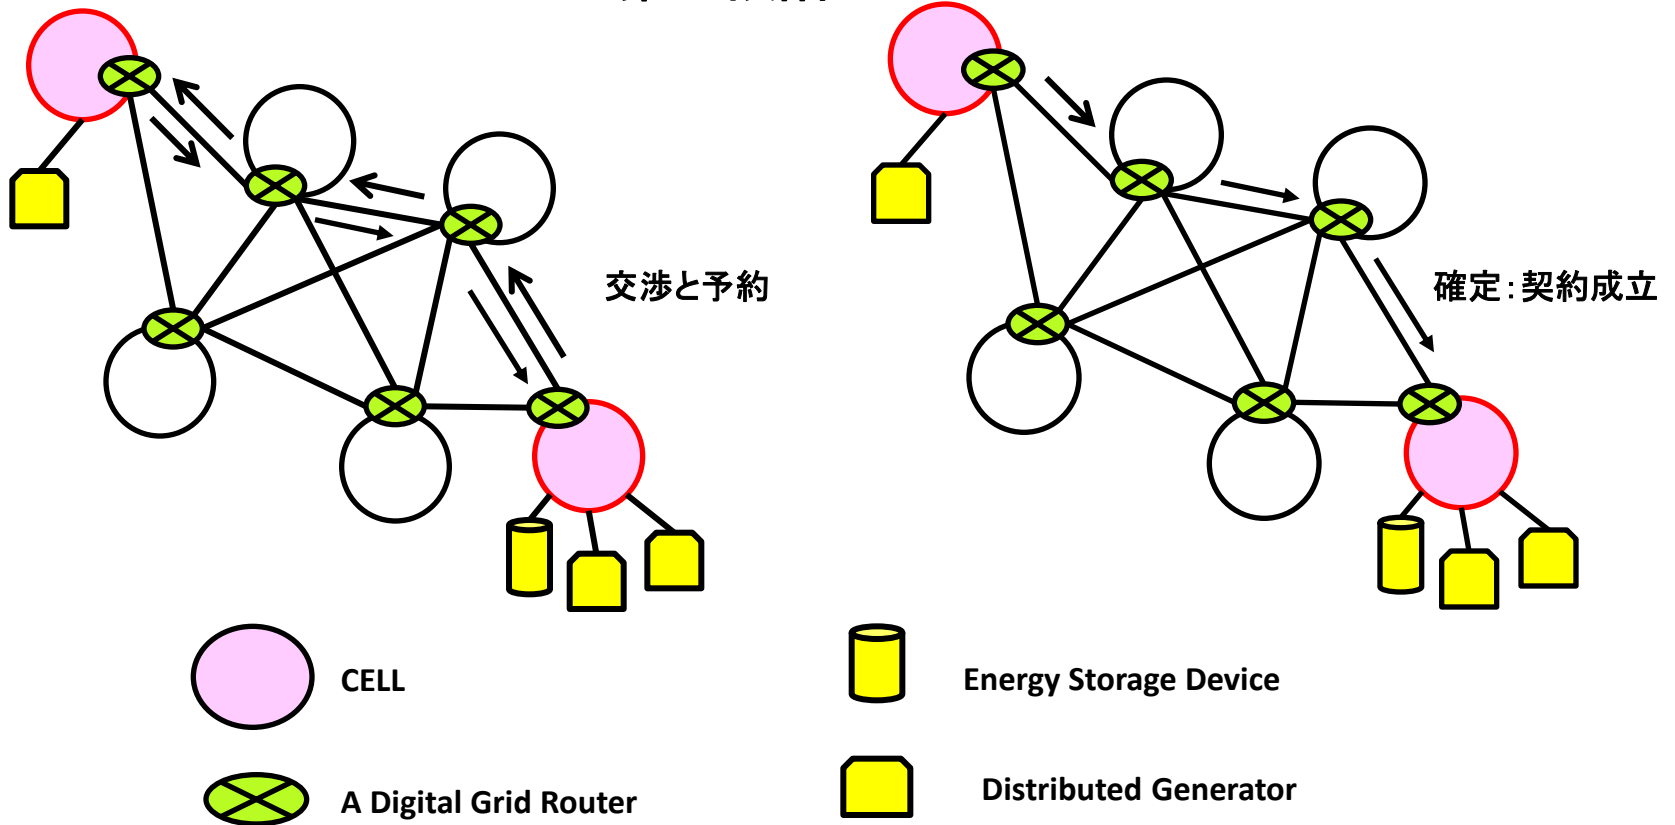 交渉と予約
確定：契約成立
CELL
Energy Storage Device
A Digital Grid Router
Distributed Generator